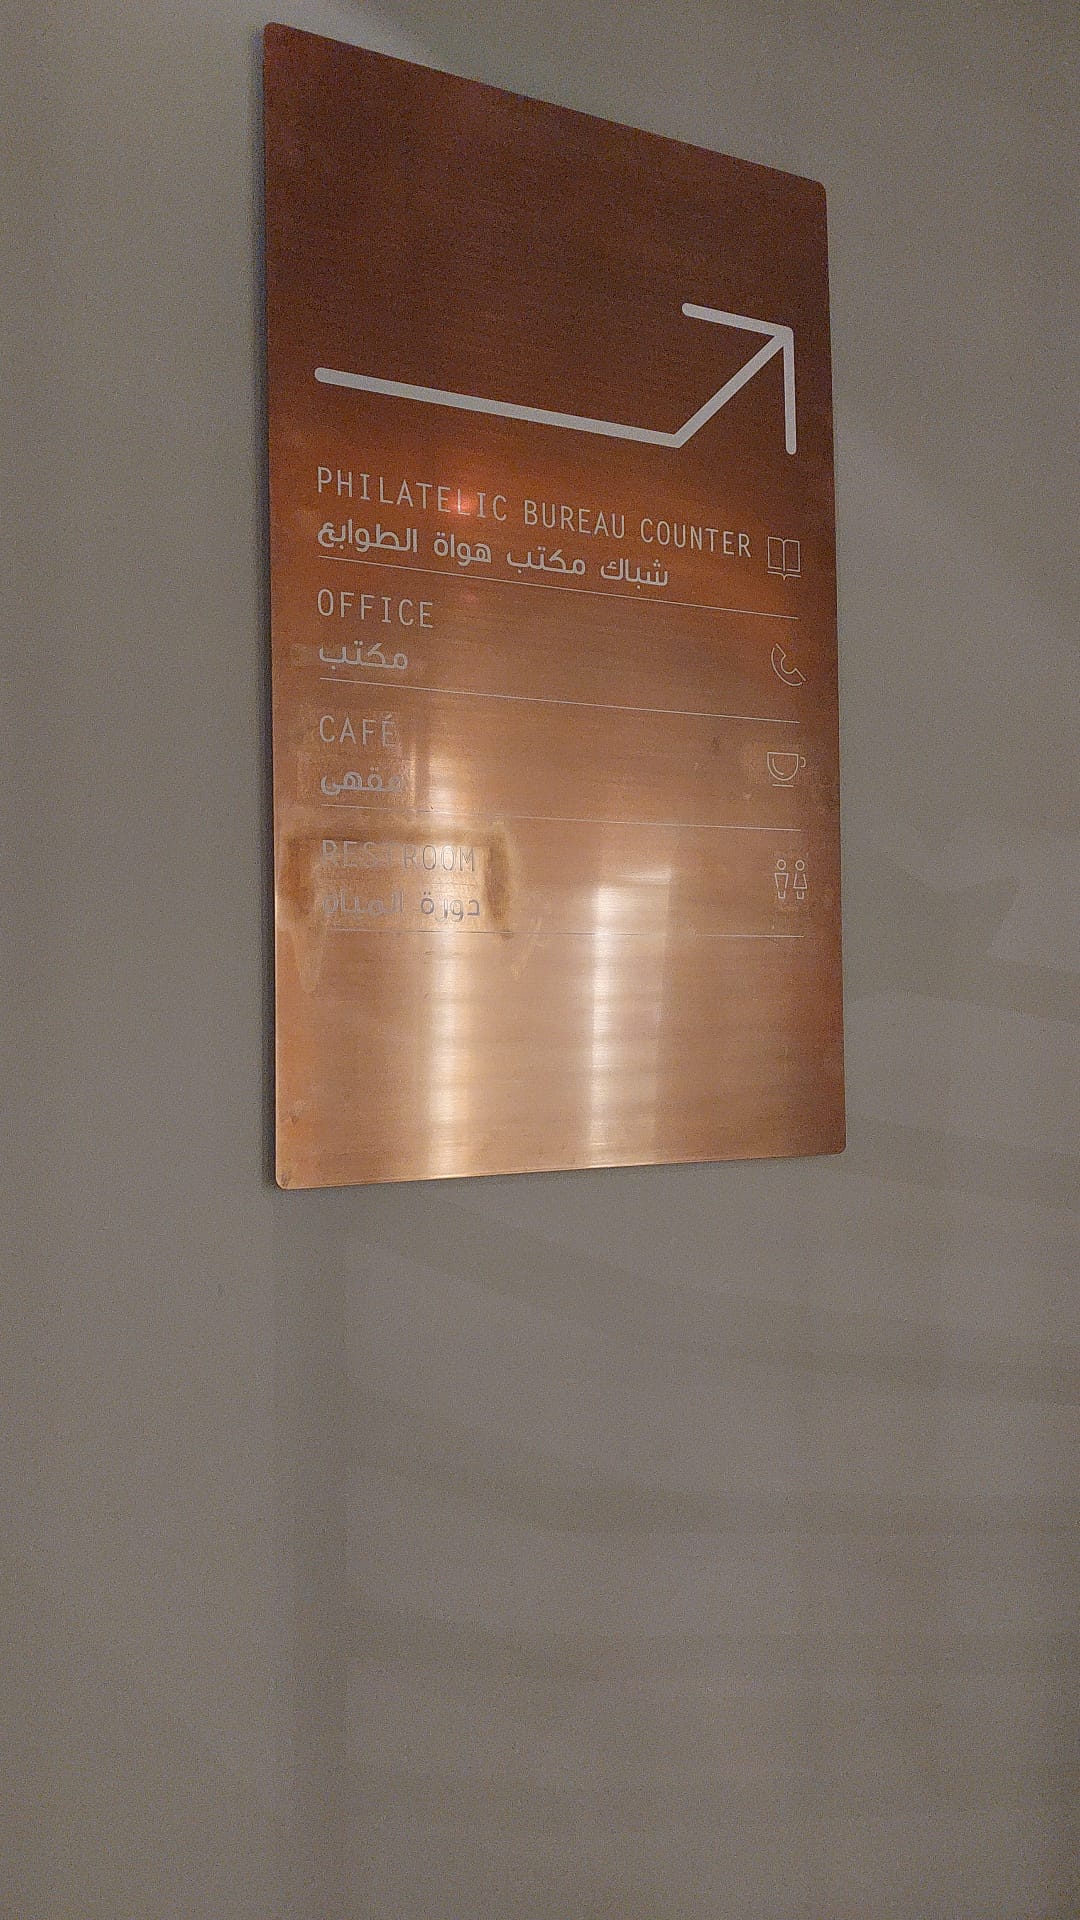 PHILATELIC BUREAU COUNTER
شباك مكتب هواة الطوابع
OFFICE
مكتب
CAFÉ
مقهى
RESTROOM
دورة المياه